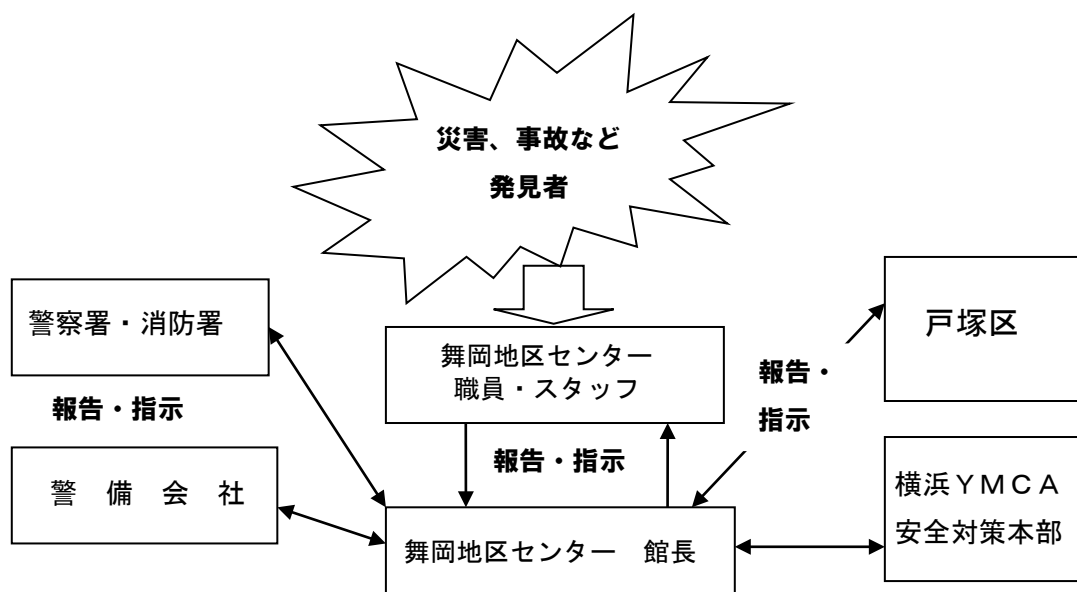 災害、事故など
発見者
警察署・消防署
舞岡地区センター
職員・スタッフ
戸塚区
報告・指示
報告・指示
報告・
指示
警　備　会　社
舞岡地区センター　館長
横浜ＹＭＣＡ
安全対策本部